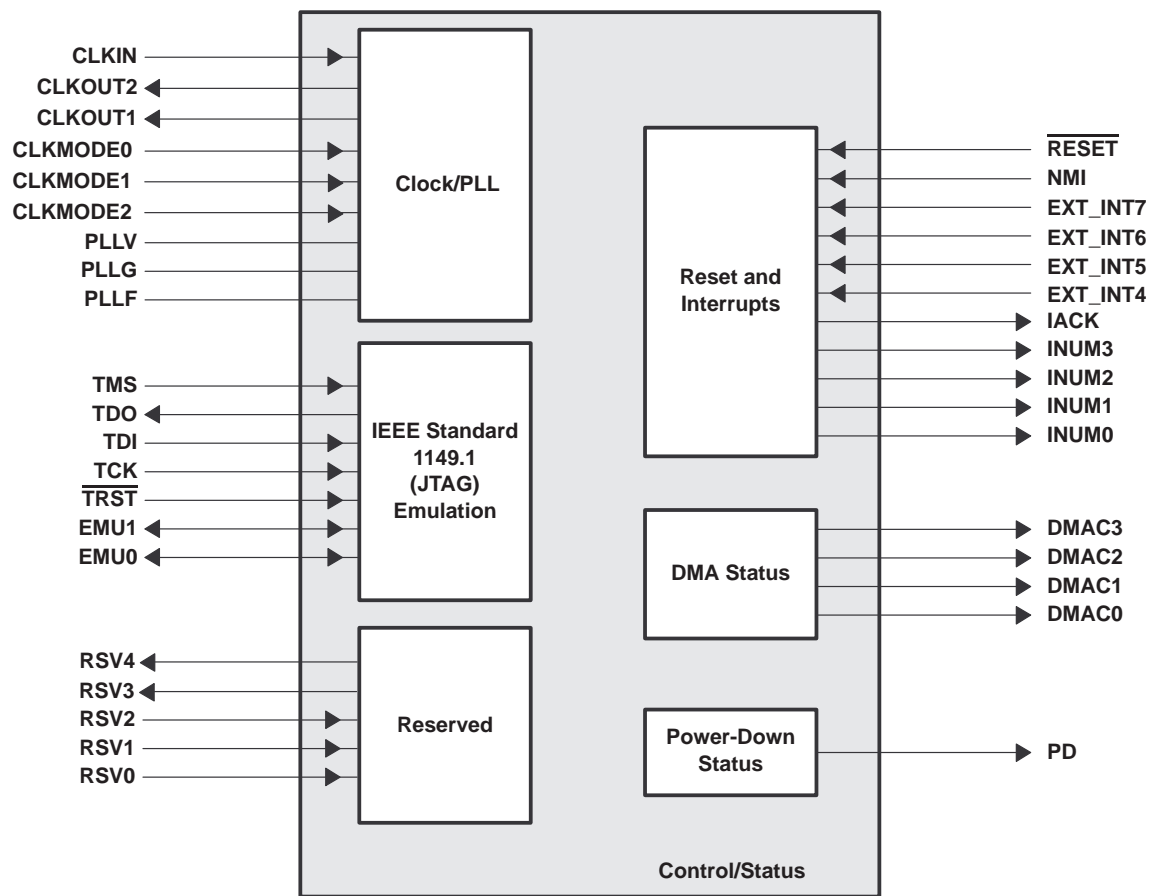 CLKIN
CLKOUT2
CLKOUT1
CLKMODE0
CLKMODE1
CLKMODE2
PLLV
PLLG
PLLF
Clock/PLL
TMS
TDO
TDI
TCK
TRST
EMU1
EMU0
IEEE Standard
1149.1
(JTAG)
Emulation
RSV4
RSV3
RSV2
RSV1
RSV0
Reserved
Reset and
Interrupts
RESET
NMI
EXT_INT7
EXT_INT6
EXT_INT5
EXT_INT4
IACK
INUM3
INUM2
INUM1
INUM0
DMA Status
DMAC3
DMAC2
DMAC1
DMAC0
Power-Down
Status
PD
Control/Status